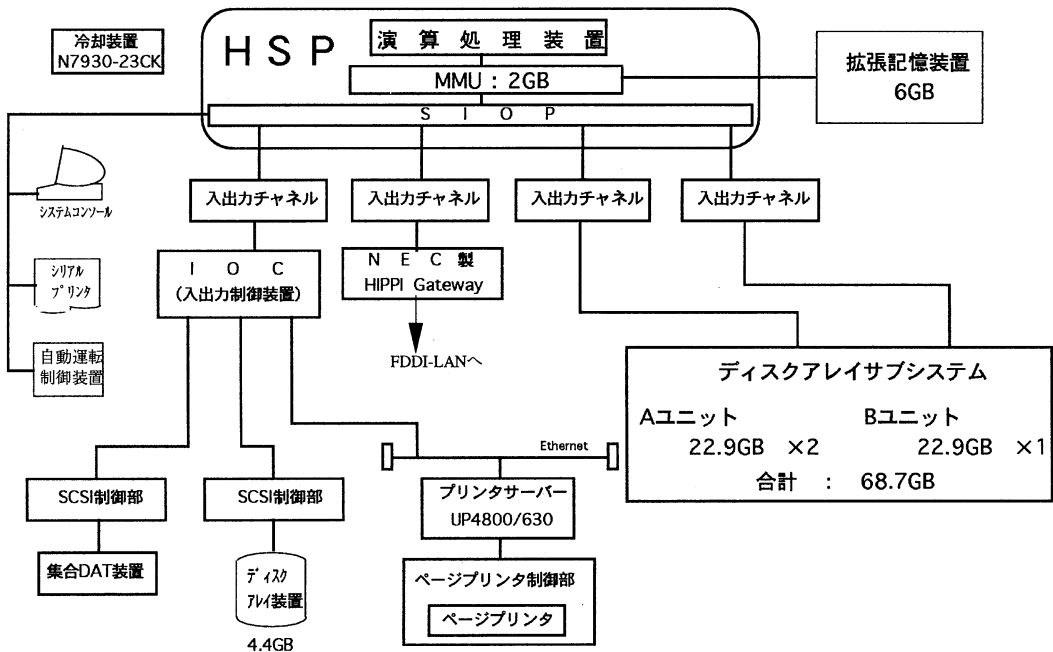 冷却装置
N7930-23CK
HSP
演算処理装置
MMU : 2GB
SIOP
拡張記憶装置
6GB
システムコンソール
シリアル
プリンタ
自動運転
制御装置
入出力チャネル
入出力チャネル
入出力チャネル
入出力チャネル
IOC
(入出力制御装置)
NEC製
HIPPI Gateway
FDDI-LANへ
ディスクアレイサブシステム
Aユニット
22.9GB ×2
Bユニット
22.9GB ×1
合計 : 68.7GB
Ethernet
SCSI制御部
集合DAT装置
SCSI制御部
ディスク
アレイ装置
4.4GB
プリンタサーバー
UP4800/630
ページプリンタ制御部
ページプリンタ